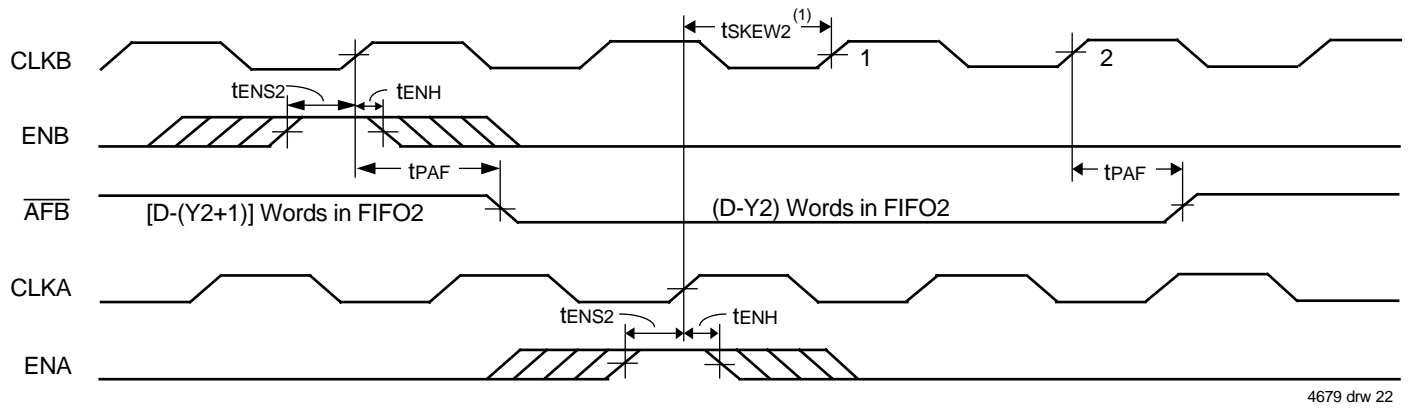 tSKEW2 (1)
CLKB
1
2
tENS2
tENH
ENB
tPAF
tPAF
AFB
[D-(Y2+1)] Words in FIFO2
(D-Y2) Words in FIFO2
CLKA
tENS2
tENH
ENA
4679 drw 22